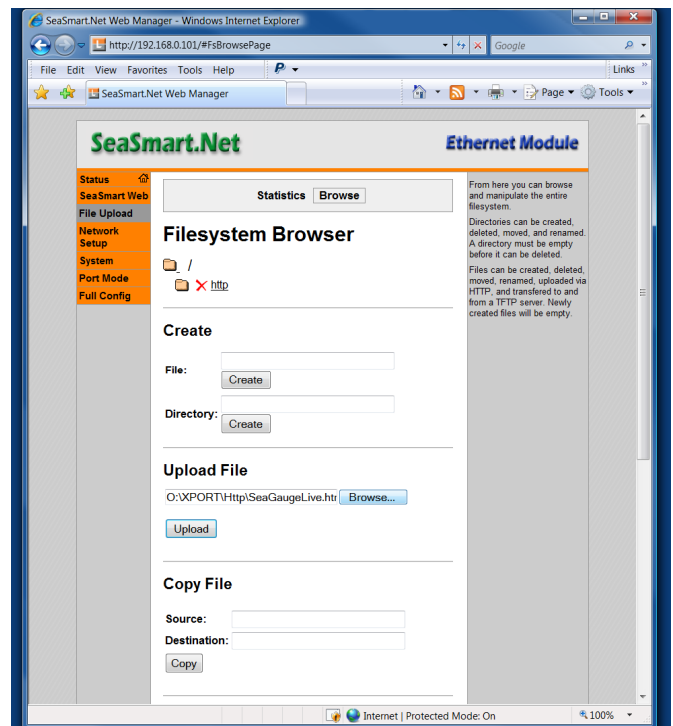 SeaSmart.Net Web Manager - Windows Internet Explorer
http://192.168.0.101/#FsBrowsePage
Google
File Edit View Favorites Tools Help
Links
SeaSmart.Net Web Manager
Page
Tools
SeaSmart.Net
Ethernet Module
Status
SeaSmart Web
File Upload
Network
Setup
System
Port Mode
Full Config
Statistics Browse
Filesystem Browser
/
http
Create
File:
Create
Directory:
Create
Upload File
O:\XPORT\Http\SeaGaugeLive.htr Browse...
Upload
Copy File
Source:
Destination:
Copy
From here you can browse
and manipulate the entire
filesystem.
Directories can be created,
deleted, moved, and renamed.
A directory must be empty
before it can be deleted.
Files can be created, deleted,
moved, renamed, uploaded via
HTTP, and transfered to and
from a TFTP server. Newly
created files will be empty.
Internet | Protected Mode: On
100%